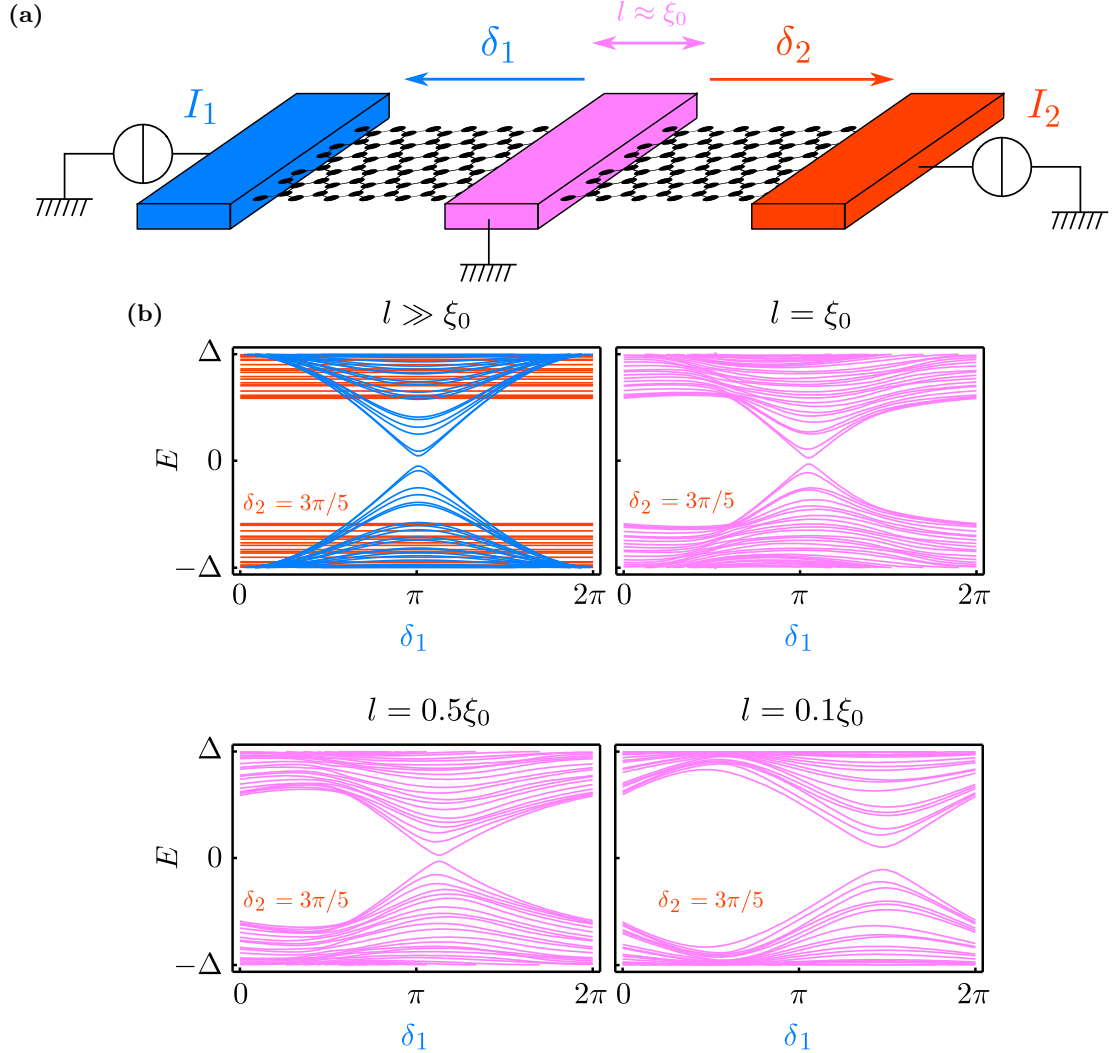 (a)
l ≈ ξ₀
δ₁
δ₂
I₁
I₂
(b)
l ≫ ξ₀
l = ξ₀
Δ
E
0
δ₂ = 3π/5
δ₂ = 3π/5
−Δ
0
π
2π
0
π
2π
δ₁
δ₁
l = 0.5ξ₀
l = 0.1ξ₀
Δ
E
0
δ₂ = 3π/5
δ₂ = 3π/5
−Δ
0
π
2π
0
π
2π
δ₁
δ₁